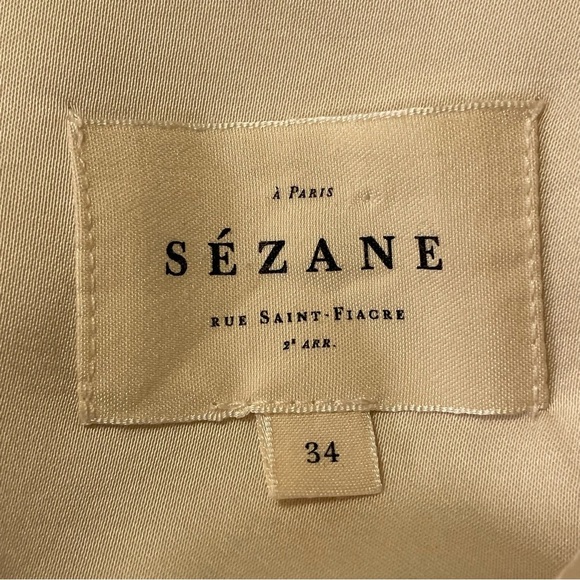 À PARIS
SÉZANE
RUE SAINT-FIACRE
2ᵉ ARR.
34